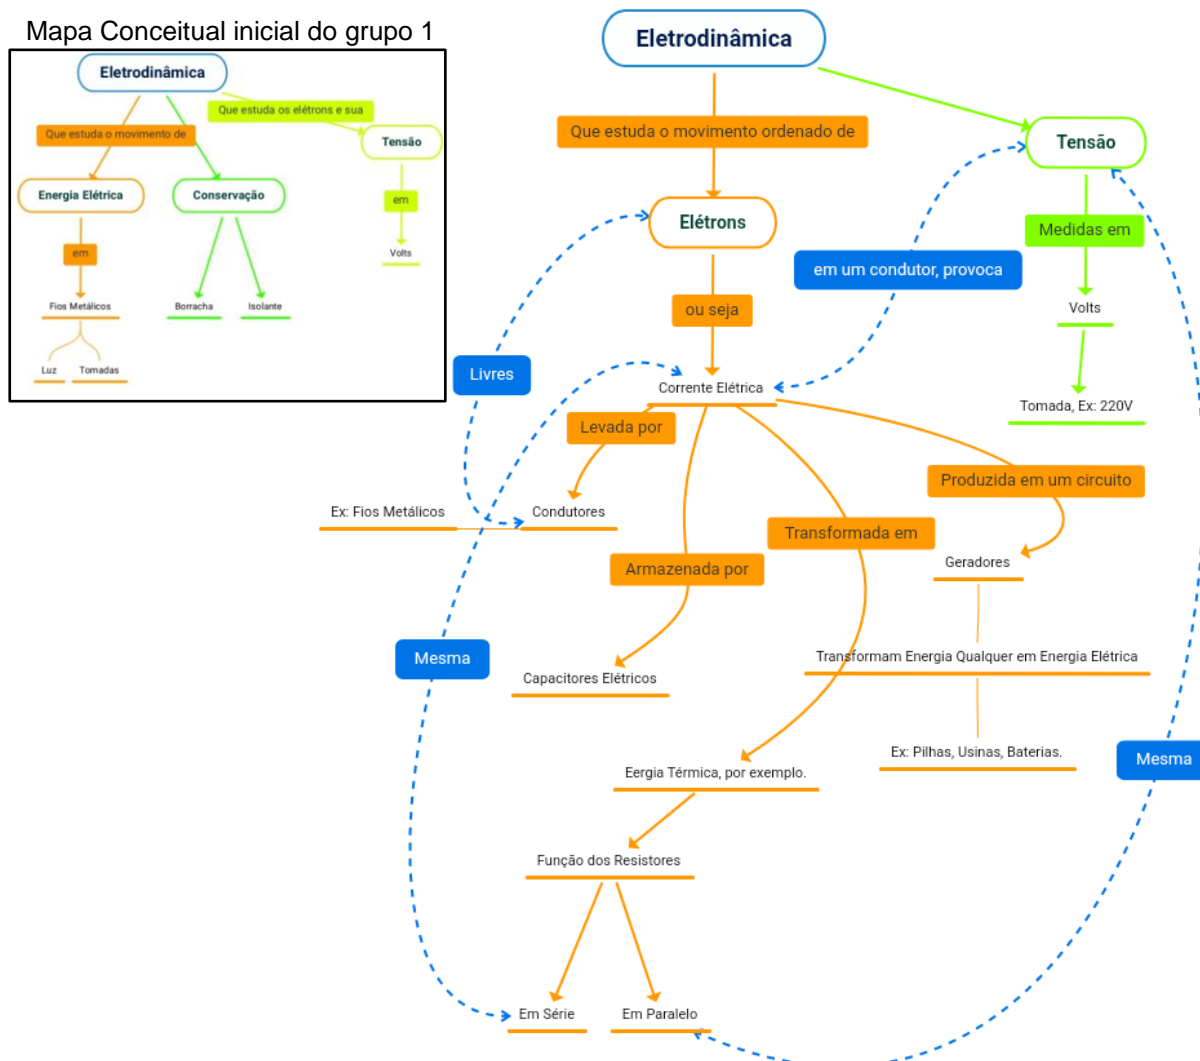 Mapa Conceitual inicial do grupo 1
Eletrodinâmica
Que estuda os elétrons e sua
Que estuda o movimento de
Tensão
Energia Elétrica
Conservação
em
em
Volts
Fios Metálicos
Borracha
Isolante
Luz
Tomadas
Eletrodinâmica
Que estuda o movimento ordenado de
Tensão
Elétrons
Medidas em
em um condutor, provoca
ou seja
Volts
Livres
Corrente Elétrica
Tomada, Ex: 220V
Levada por
Produzida em um circuito
Ex: Fios Metálicos
Condutores
Transformada em
Armazenada por
Geradores
Mesma
Transformam Energia Qualquer em Energia Elétrica
Capacitores Elétricos
Ex: Pilhas, Usinas, Baterias.
Mesma
Eergia Térmica, por exemplo.
Função dos Resistores
Em Série
Em Paralelo